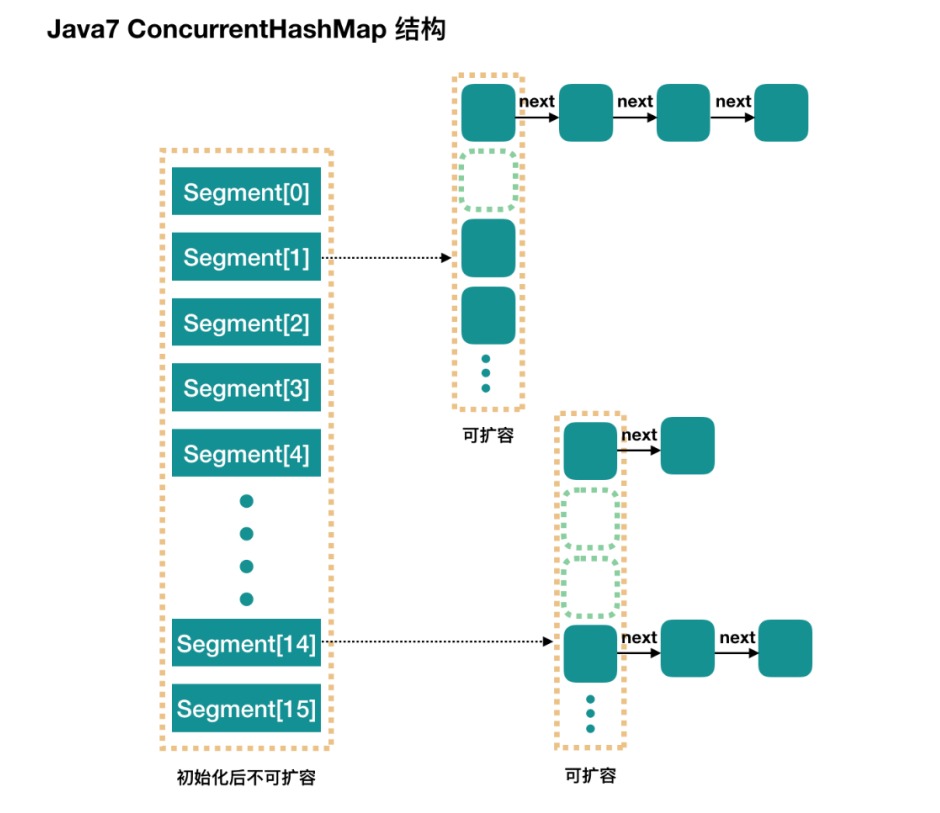 Java7 ConcurrentHashMap 结构
next
next
next
Segment[0]
Segment[1]
Segment[2]
Segment[3]
Segment[4]
可扩容
next
Segment[14]
next
next
Segment[15]
初始化后不可扩容
可扩容